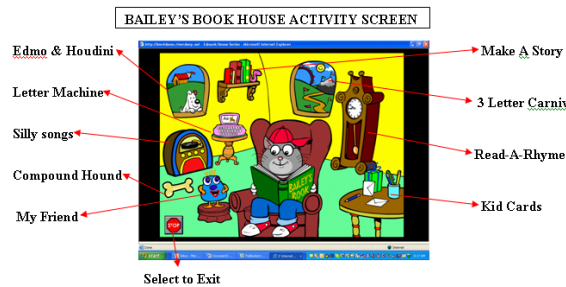 BAILEY'S BOOK HOUSE ACTIVITY SCREEN
Edmo & Houdini
Make A Story
Letter Machine
3 Letter Carniv
Silly songs
Read-A-Rhyme
Compound Hound
My Friend
Kid Cards
BAILEY'S
BOOK
STOP
start
Select to Exit